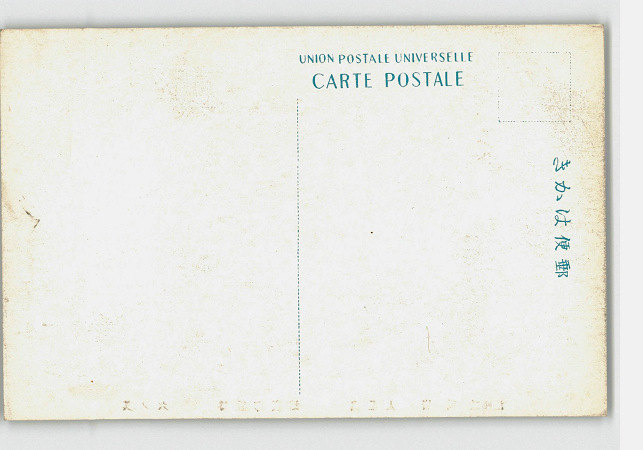 UNION POSTALE UNIVERSELLE
CARTE POSTALE
きかは便郵